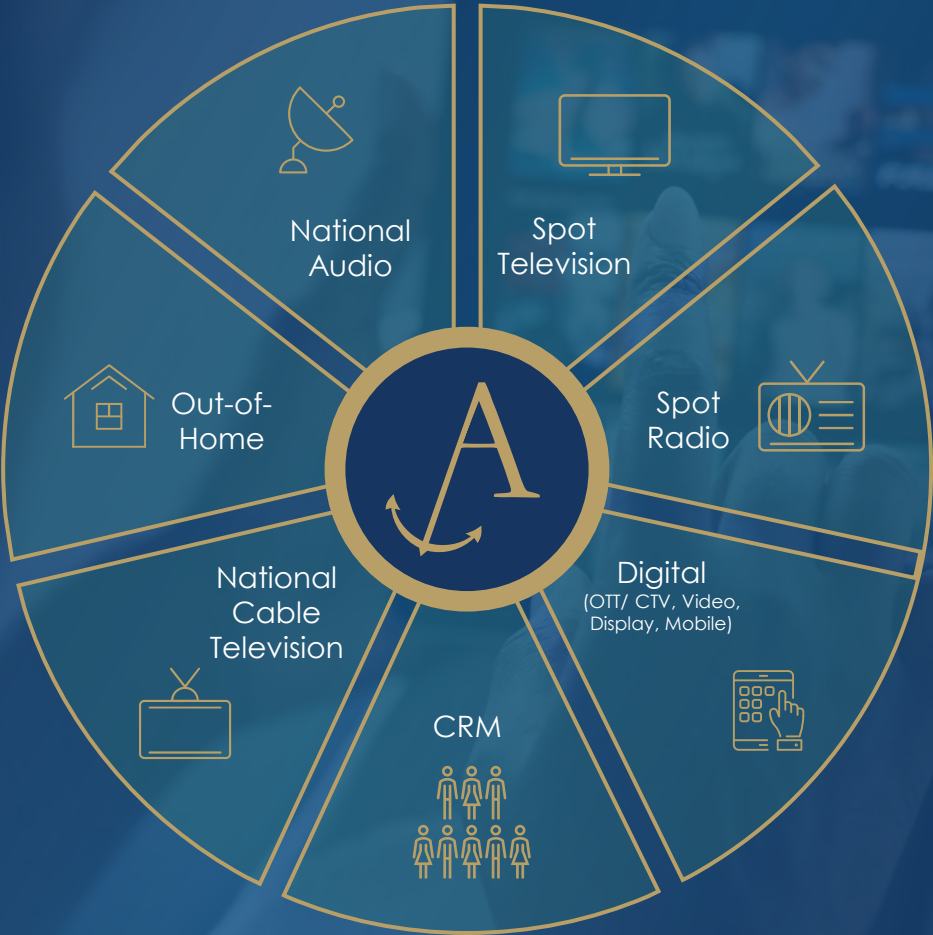 National
Audio
Spot
Television
Out-of-
Home
Spot
Radio
National
Cable
Television
Digital
(OTT/ CTV, Video,
Display, Mobile)
CRM
A